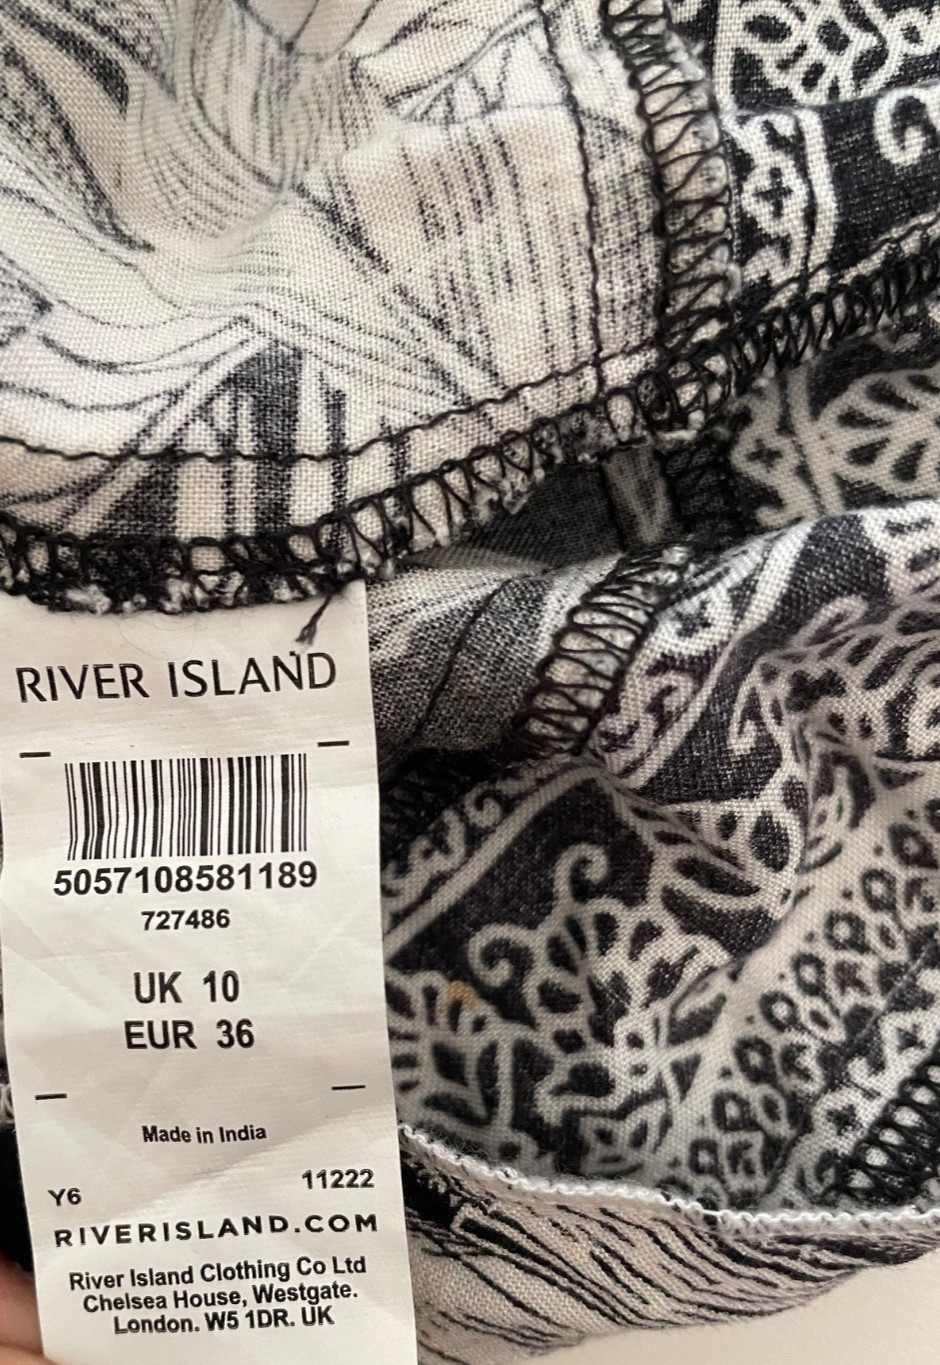 RIVER ISLAND
5057108581189
727486
UK 10
EUR 36
Made in India
Y6 11222
RIVERISLAND.COM
River Island Clothing Co Ltd
Chelsea House, Westgate.
London. W5 1DR. UK